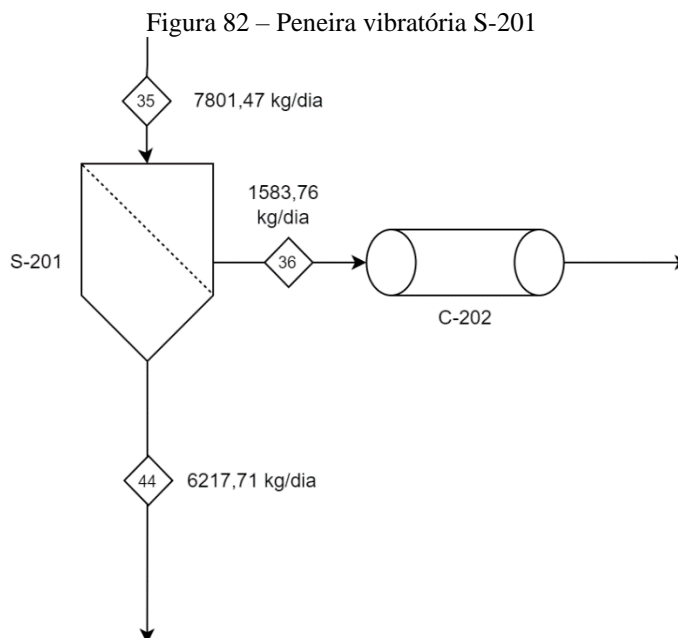 Figura 82 – Peneira vibratória S-201
35
7801,47 kg/dia
1583,76
kg/dia
S-201
36
C-202
44
6217,71 kg/dia